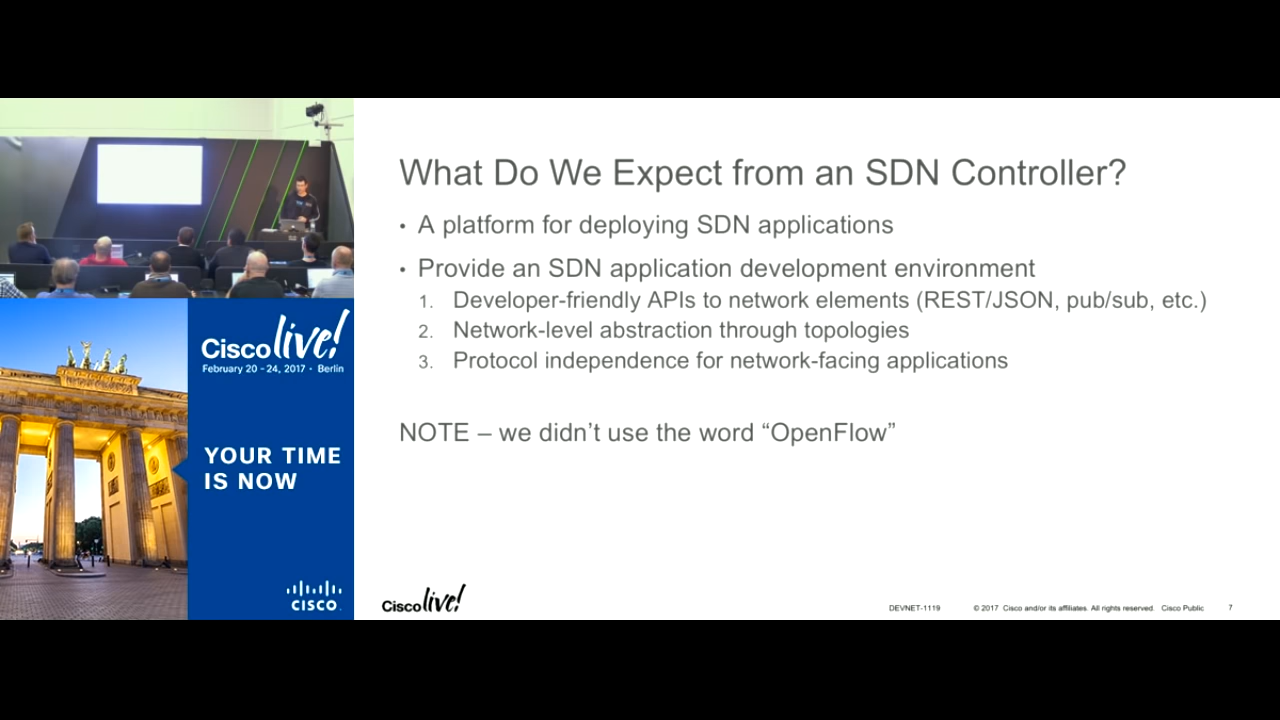 What Do We Expect from an SDN Controller?
• A platform for deploying SDN applications
• Provide an SDN application development environment
1. Developer-friendly APIs to network elements (REST/JSON, pub/sub, etc.)
2. Network-level abstraction through topologies
3. Protocol independence for network-facing applications
NOTE – we didn’t use the word “OpenFlow”
Cisco live!
February 20 - 24, 2017 • Berlin
YOUR TIME
IS NOW
CISCO
Cisco live!
DEVNET-1119 © 2017 Cisco and/or its affiliates. All rights reserved. Cisco Public 7